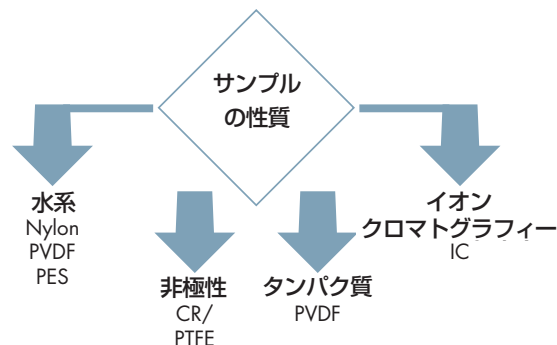 サンプル
の性質
水系
Nylon
PVDF
PES
非極性
CR/
PTFE
タンパク質
PVDF
イオン
クロマトグラフィー
IC